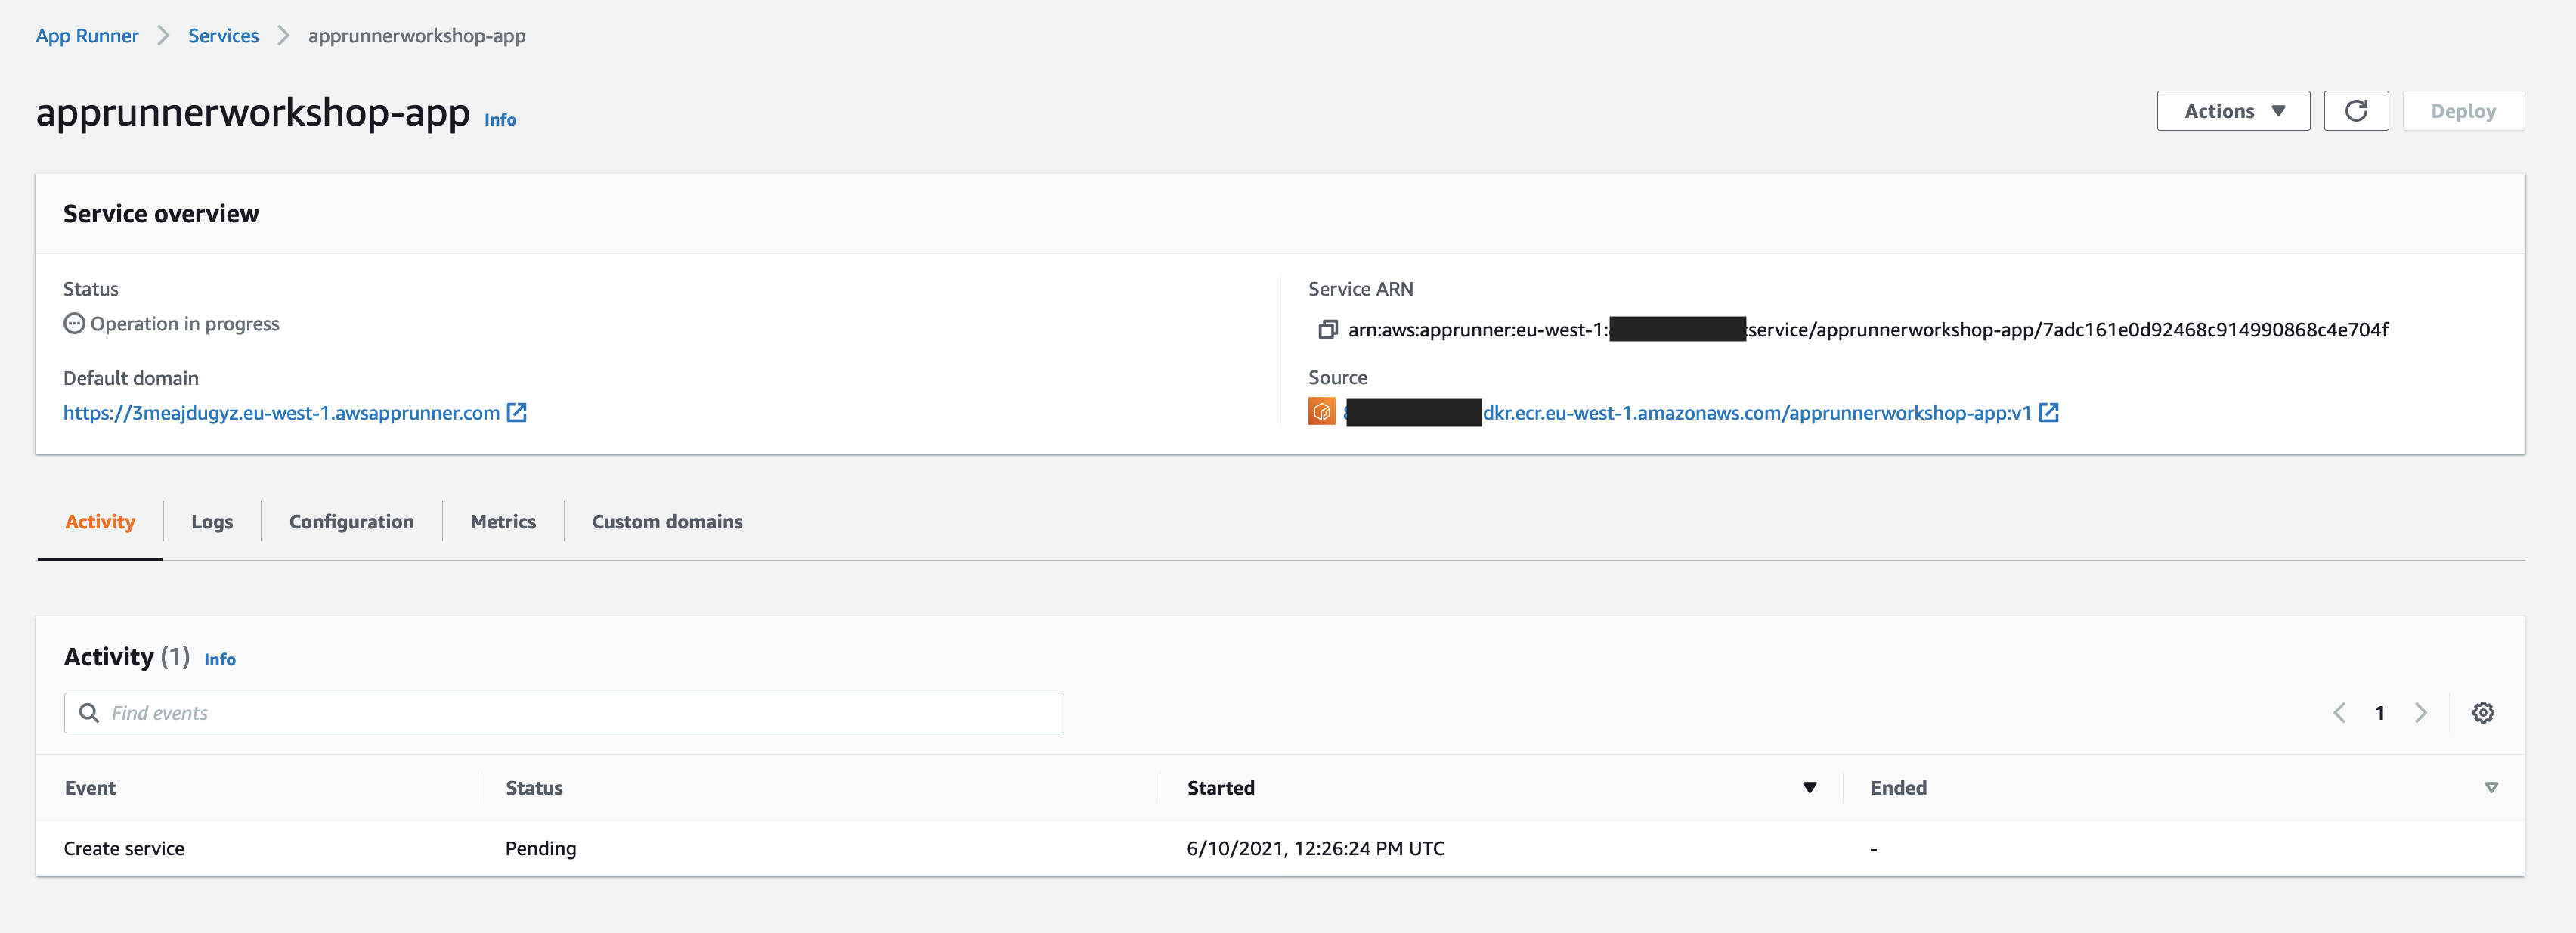 App Runner > Services > apprunnerworkshop-app
apprunnerworkshop-app Info
Actions
Deploy
Service overview
Status
Operation in progress
Default domain
https://3meajdugyz.eu-west-1.awsapprunner.com
Service ARN
arn:aws:apprunner:eu-west-1: service/apprunnerworkshop-app/7adc161e0d92468c914990868c4e704f
Source
dkr.ecr.eu-west-1.amazonaws.com/apprunnerworkshop-app:v1
Activity Logs Configuration Metrics Custom domains
Activity (1) Info
Find events
1
Event Status Started Ended
Create service Pending 6/10/2021, 12:26:24 PM UTC -